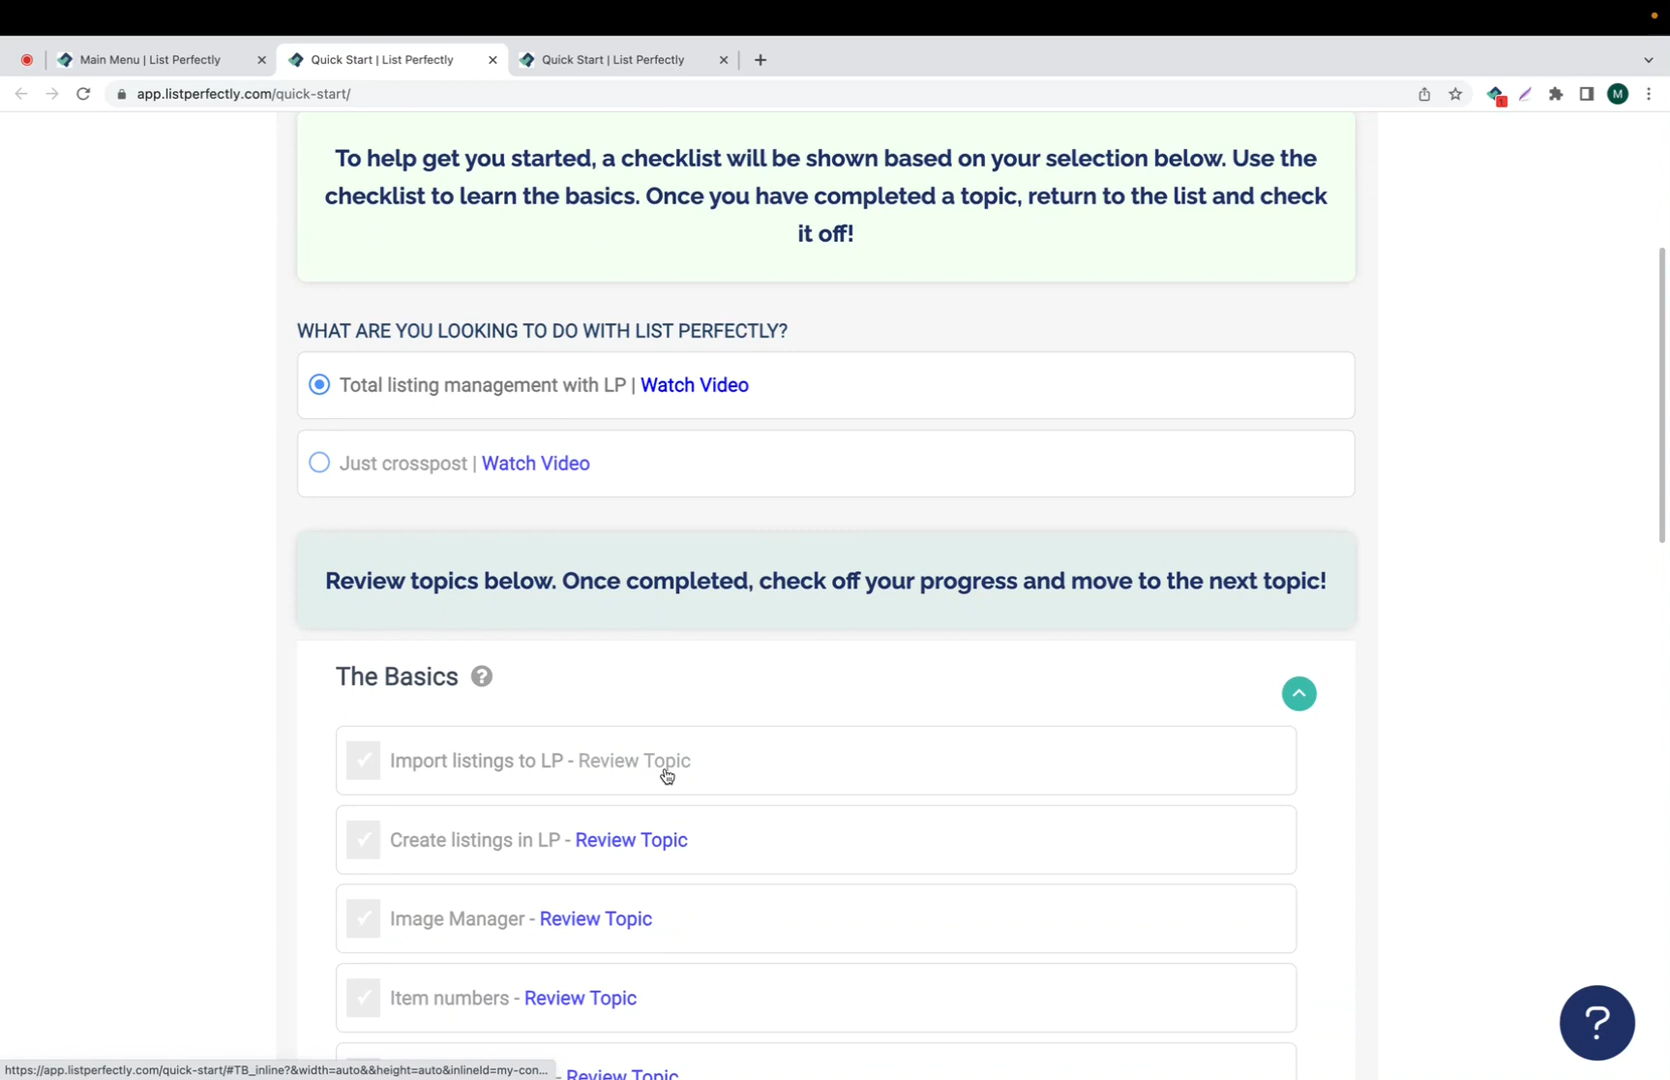 Main Menu | List Perfectly
Quick Start | List Perfectly
Quick Start | List Perfectly
app.listperfectly.com/quick-start/
1
M
To help get you started, a checklist will be shown based on your selection below. Use the
checklist to learn the basics. Once you have completed a topic, return to the list and check
it off!
WHAT ARE YOU LOOKING TO DO WITH LIST PERFECTLY?
Total listing management with LP | Watch Video
Just crosspost | Watch Video
Review topics below. Once completed, check off your progress and move to the next topic!
The Basics ?
Import listings to LP - Review Topic
Create listings in LP - Review Topic
Image Manager - Review Topic
Item numbers - Review Topic
- Review Topic
?
https://app.listperfectly.com/quick-start/#TB_inline?&width=auto&&height=auto&inlineId=my-con...